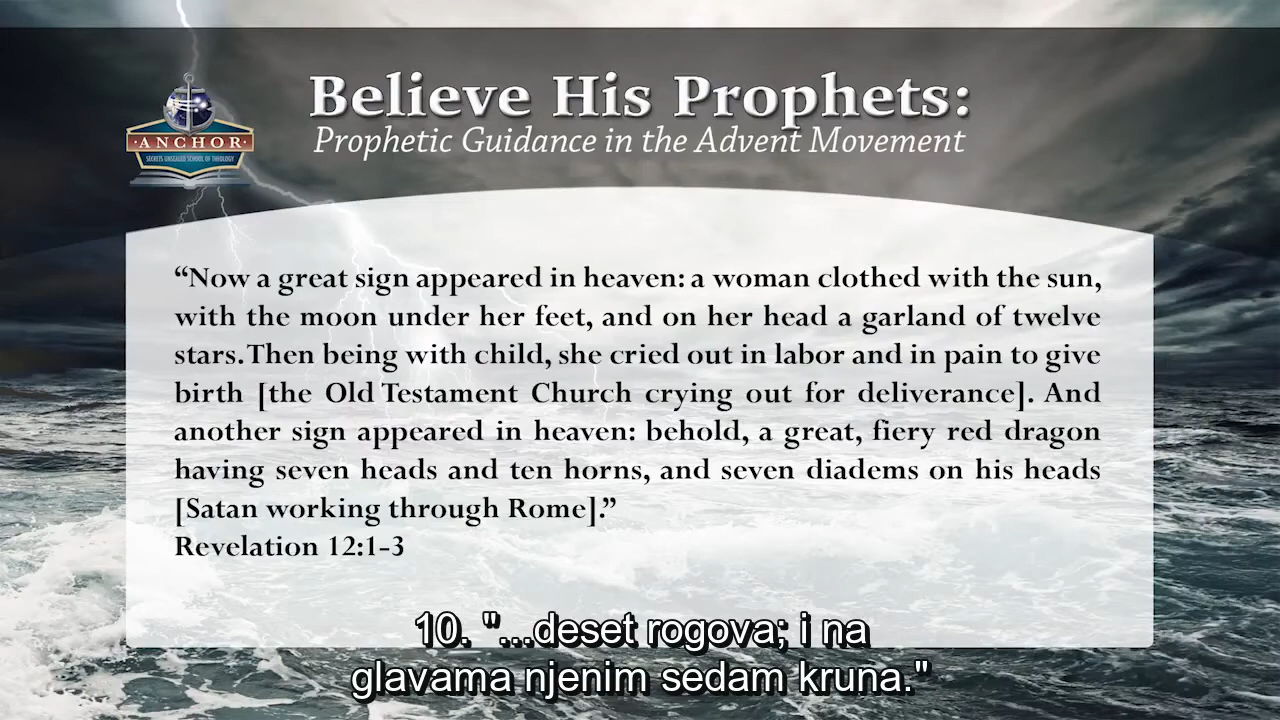 Believe His Prophets:
Prophetic Guidance in the Advent Movement
·ANCHOR·
SECRETS UNSEALED SCHOOL OF THEOLOGY
“Now a great sign appeared in heaven: a woman clothed with the sun,
with the moon under her feet, and on her head a garland of twelve
stars. Then being with child, she cried out in labor and in pain to give
birth [the Old Testament Church crying out for deliverance]. And
another sign appeared in heaven: behold, a great, fiery red dragon
having seven heads and ten horns, and seven diadems on his heads
[Satan working through Rome].”
Revelation 12:1-3
10. "...deset rogova; i na
glavama njenim sedam kruna."